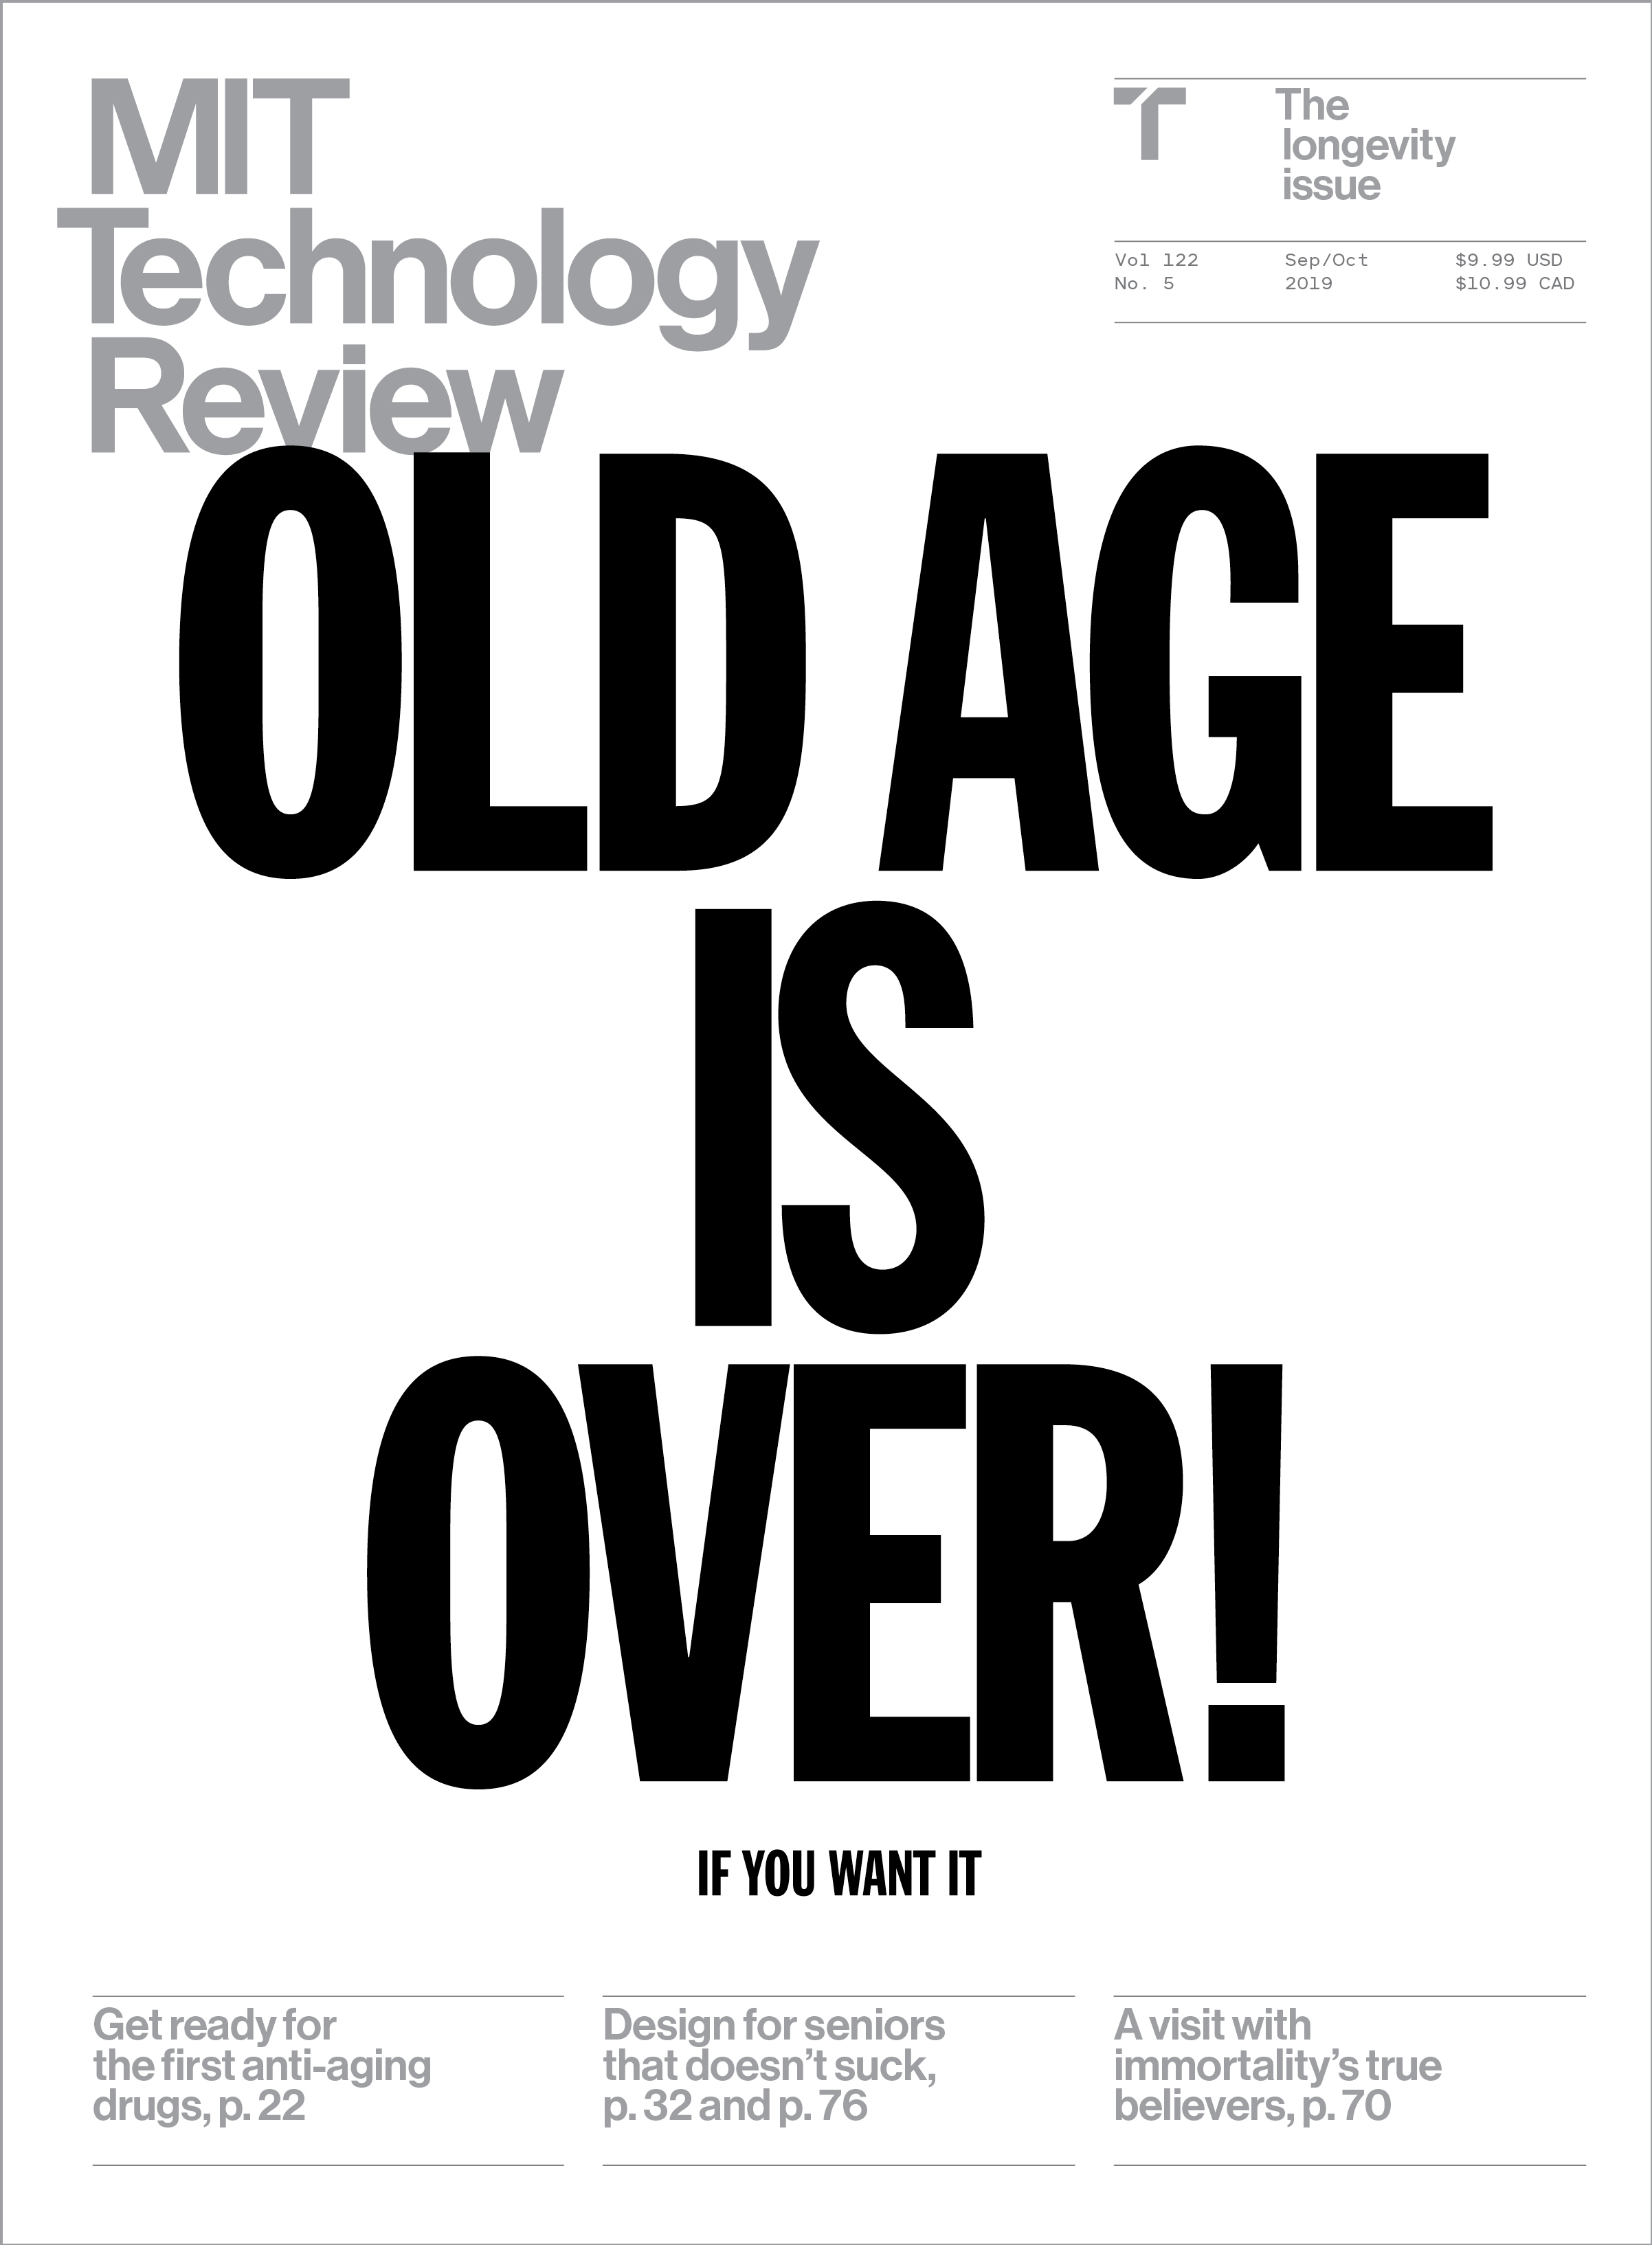 MIT
Technology
Review
The
longevity
issue
Vol 122 Sep/Oct $9.99 USD
No. 5 2019 $10.99 CAD
OLD AGE
IS
OVER!
IF YOU WANT IT
Get ready for
the first anti-aging
drugs, p. 22
Design for seniors
that doesn’t suck,
p. 32 and p. 76
A visit with
immortality’s true
believers, p. 70